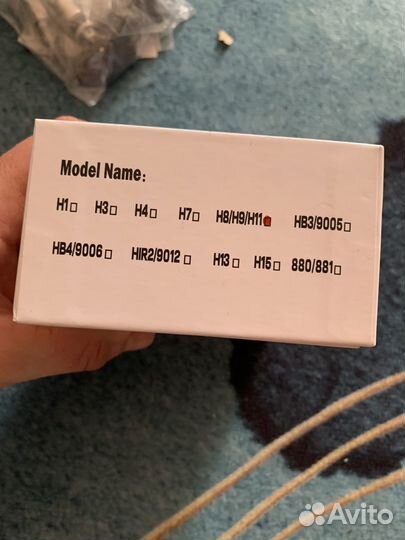 Model Name:
H1□ H3□ H4□ H7□ H8/H9/H11■ HB3/9005□
HB4/9006□ HIR2/9012□ H13□ H15□ 880/881□
Avito